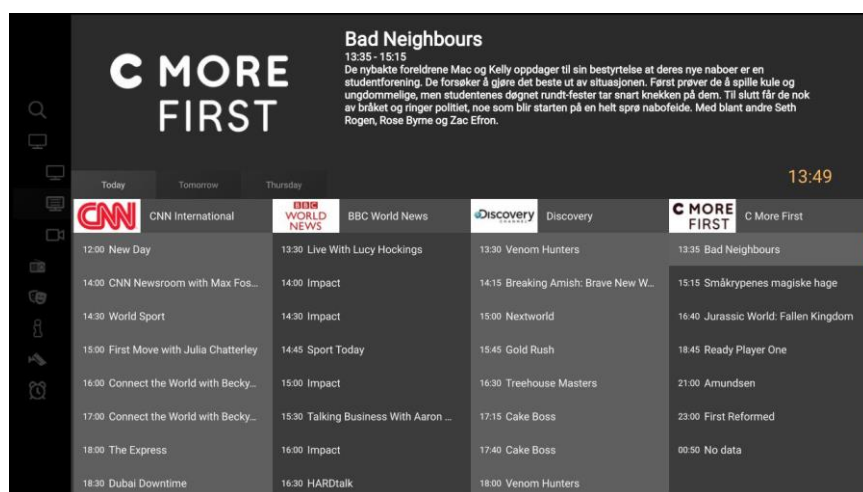 C MORE
FIRST
Bad Neighbours
13:35 - 15:15
De nybakte foreldrene Mac og Kelly oppdager til sin bestyrtelse at deres nye naboer er en
studentforening. De forsøker å gjøre det beste ut av situasjonen. Først prøver de å spille kule og
ungdommelige, men studentenes døgnet rundt-fester tar snart knekken på dem. Til slutt får de nok
av bråket og ringer politiet, noe som blir starten på en helt sprø nabofeide. Med blant andre Seth
Rogen, Rose Byrne og Zac Efron.
13:49
Today
Tomorrow
Thursday
CNN
CNN International
12:00 New Day
14:00 CNN Newsroom with Max Fos...
14:30 World Sport
15:00 First Move with Julia Chatterley
16:00 Connect the World with Becky...
17:00 Connect the World with Becky...
18:00 The Express
18:30 Dubai Downtime
BBC
WORLD
NEWS
BBC World News
13:30 Live With Lucy Hockings
14:00 Impact
14:30 Impact
14:45 Sport Today
15:00 Impact
15:30 Talking Business With Aaron ...
16:00 Impact
16:30 HARDtalk
Discovery
CHANNEL
Discovery
13:30 Venom Hunters
14:15 Breaking Amish: Brave New W...
15:00 Nextworld
15:45 Gold Rush
16:30 Treehouse Masters
17:15 Cake Boss
17:40 Cake Boss
18:00 Venom Hunters
C MORE
FIRST
C More First
13:35 Bad Neighbours
15:15 Småkrypenes magiske hage
16:40 Jurassic World: Fallen Kingdom
18:45 Ready Player One
21:00 Amundsen
23:00 First Reformed
00:50 No data